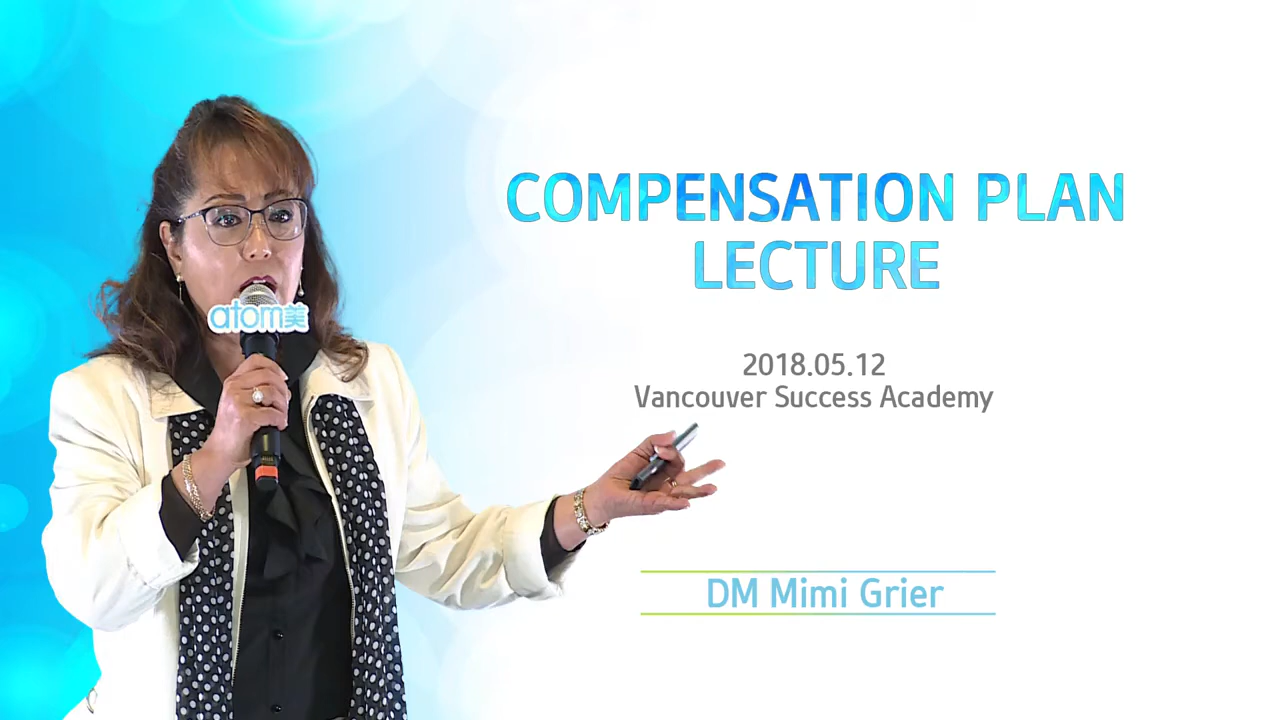 COMPENSATION PLAN
LECTURE
atom美
2018.05.12
Vancouver Success Academy
DM Mimi Grier